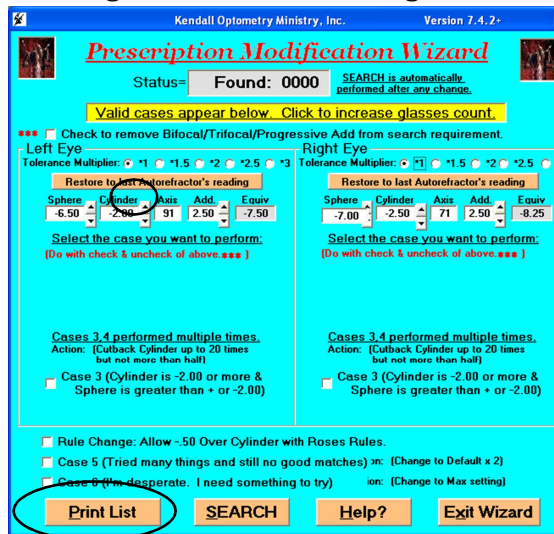 Kendall Optometry Ministry, Inc. Version 7.4.2+
Prescription Modification Wizard
Status= Found: 0000 SEARCH is automatically performed after any change.
Valid cases appear below. Click to increase glasses count.
*** Check to remove Bifocal/Trifocal/Progressive Add from search requirement.
Left Eye
Tolerance Multiplier: *1 *1.5 *2 *2.5 *3
Restore to last Autorefractor's reading
Sphere Cylinder Axis Add. Equiv
-6.50 -2.00 91 2.50 -7.50
Select the case you want to perform:
(Do with check & uncheck of above.*** )
Cases 3,4 performed multiple times.
Action: (Cutback Cylinder up to 20 times
but not more than half)
Case 3 (Cylinder is -2.00 or more &
Sphere is greater than + or -2.00)
Right Eye
Tolerance Multiplier: *1 *1.5 *2 *2.5
Restore to last Autorefractor's reading
Sphere Cylinder Axis Add. Equiv
-7.00 -2.50 71 2.50 -8.25
Select the case you want to perform:
(Do with check & uncheck of above.*** )
Cases 3,4 performed multiple times.
Action: (Cutback Cylinder up to 20 times
but not more than half)
Case 3 (Cylinder is -2.00 or more &
Sphere is greater than + or -2.00)
Rule Change: Allow -.50 Over Cylinder with Roses Rules.
Case 5 (Tried many things and still no good matches) on: (Change to Default x 2)
Case 6 (I'm desperate. I need something to try) ion: (Change to Max setting)
Print List SEARCH Help? Exit Wizard